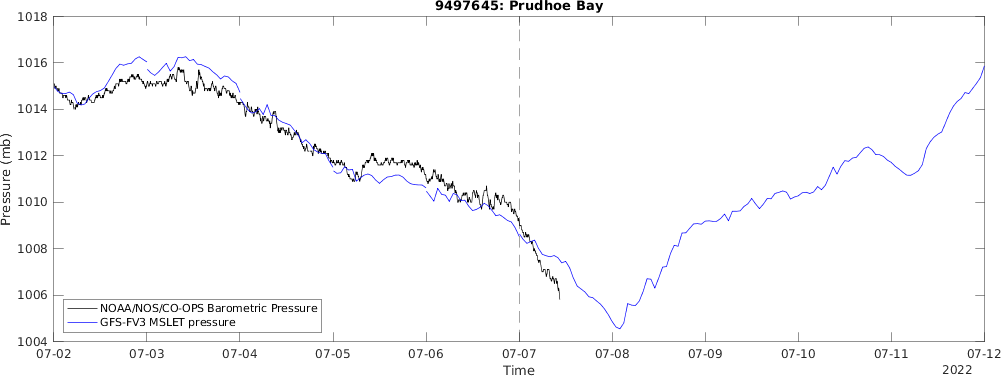 9497645: Prudhoe Bay
1018
1016
1014
1012
1010
1008
1006
1004
Pressure (mb)
NOAA/NOS/CO-OPS Barometric Pressure
GFS-FV3 MSLET pressure
07-02 07-03 07-04 07-05 07-06 07-07 07-08 07-09 07-10 07-11 07-12
Time
2022